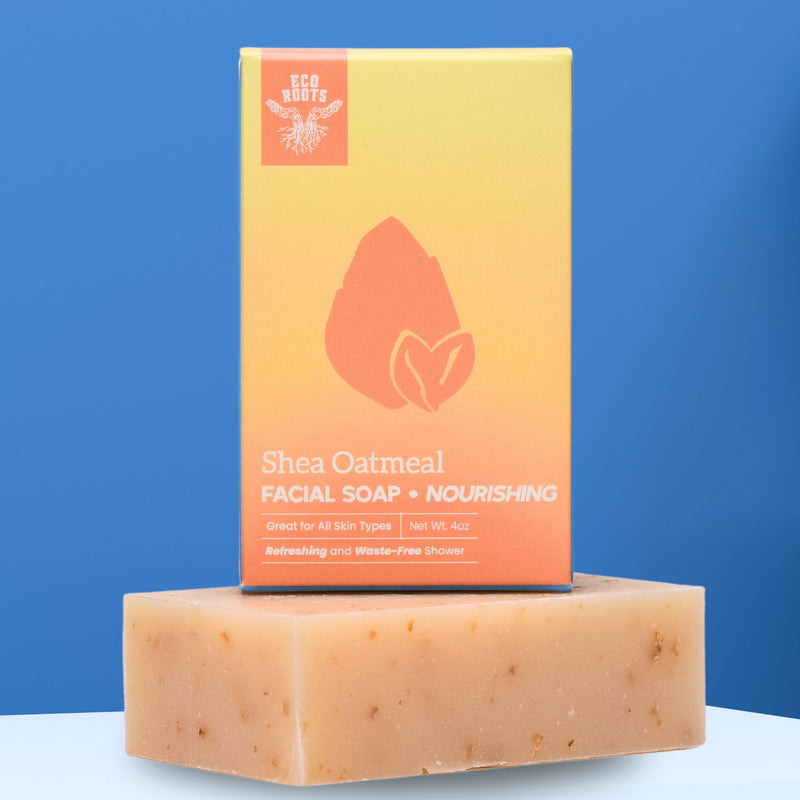 ECO
ROOTS
Shea Oatmeal
FACIAL SOAP • NOURISHING
Great for All Skin Types | Net Wt. 4oz
Refreshing and Waste-Free Shower